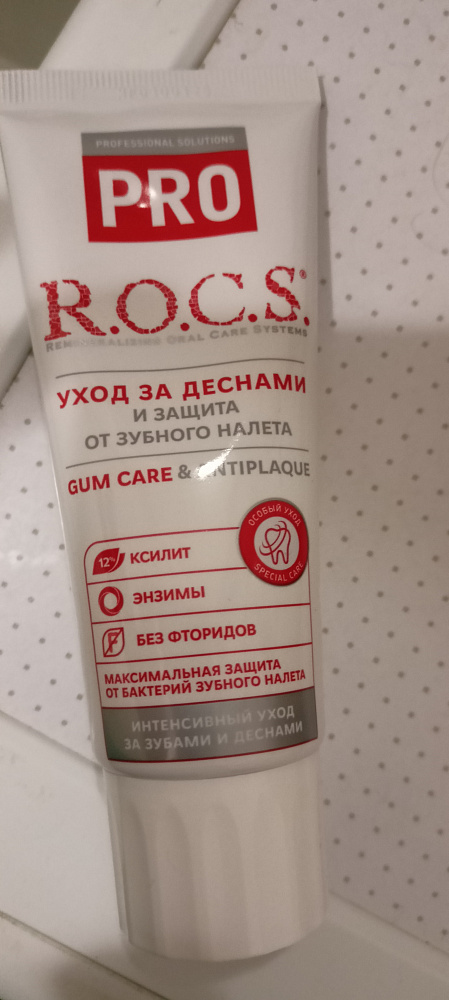 PROFESSIONAL SOLUTIONS
PRO
R.O.C.S.®
REMINERALISING ORAL CARE SYSTEMS
УХОД ЗА ДЕСНАМИ
И ЗАЩИТА
ОТ ЗУБНОГО НАЛЕТА
GUM CARE & ANTIPLAQUE
ОСОБЫЙ УХОД
SPECIAL CARE
12% КСИЛИТ
ЭНЗИМЫ
F БЕЗ ФТОРИДОВ
МАКСИМАЛЬНАЯ ЗАЩИТА
ОТ БАКТЕРИЙ ЗУБНОГО НАЛЕТА
ИНТЕНСИВНЫЙ УХОД
ЗА ЗУБАМИ И ДЕСНАМИ